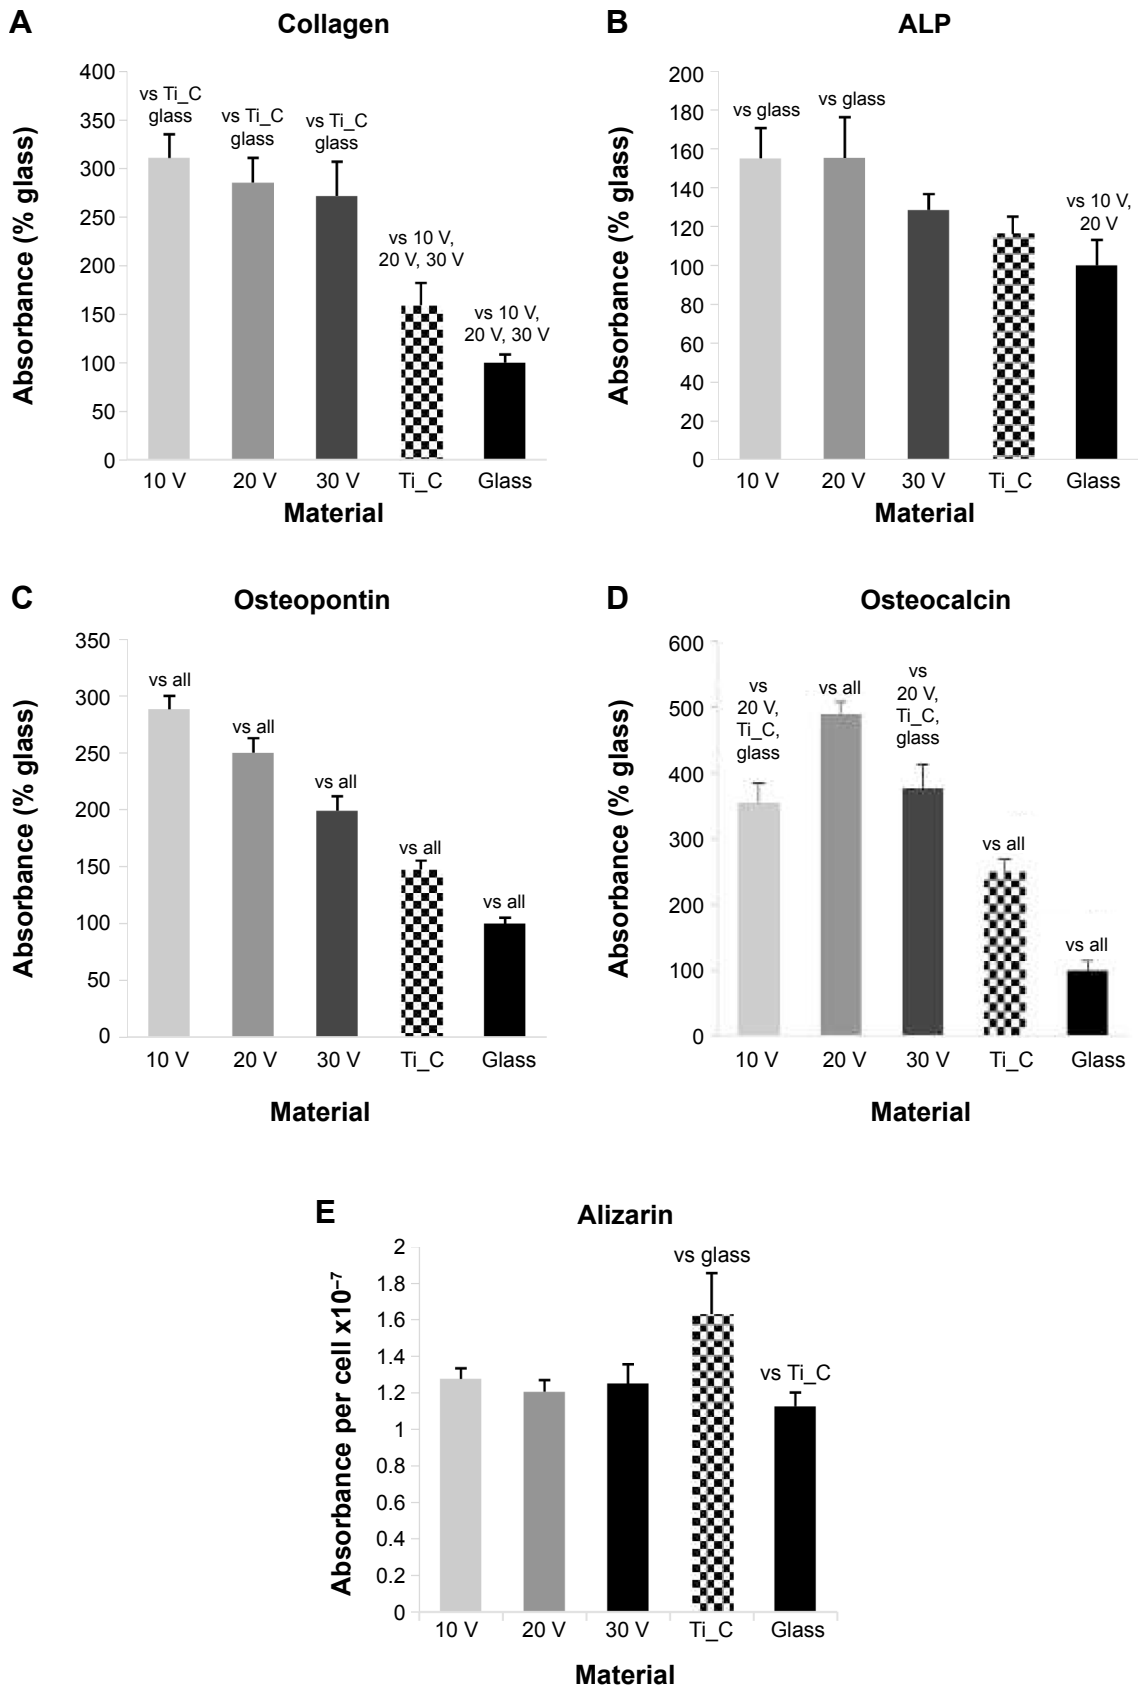 A
Collagen
Absorbance (% glass)
400
350
300
250
200
150
100
50
0
vs Ti_C
glass
vs Ti_C
glass
vs Ti_C
glass
vs 10 V,
20 V, 30 V
vs 10 V,
20 V, 30 V
10 V
20 V
30 V
Ti_C
Glass
Material
B
ALP
Absorbance (% glass)
200
180
160
140
120
100
80
60
40
20
0
vs glass
vs glass
vs 10 V,
20 V
10 V
20 V
30 V
Ti_C
Glass
Material
C
Osteopontin
Absorbance (% glass)
350
300
250
200
150
100
50
0
vs all
vs all
vs all
vs all
vs all
10 V
20 V
30 V
Ti_C
Glass
Material
D
Osteocalcin
Absorbance (% glass)
600
500
400
300
200
100
0
vs
20 V,
Ti_C,
glass
vs all
vs
20 V,
Ti_C,
glass
vs all
vs all
10 V
20 V
30 V
Ti_C
Glass
Material
E
Alizarin
Absorbance per cell x10⁻⁷
2
1.8
1.6
1.4
1.2
1
0.8
0.6
0.4
0.2
0
vs glass
vs Ti_C
10 V
20 V
30 V
Ti_C
Glass
Material